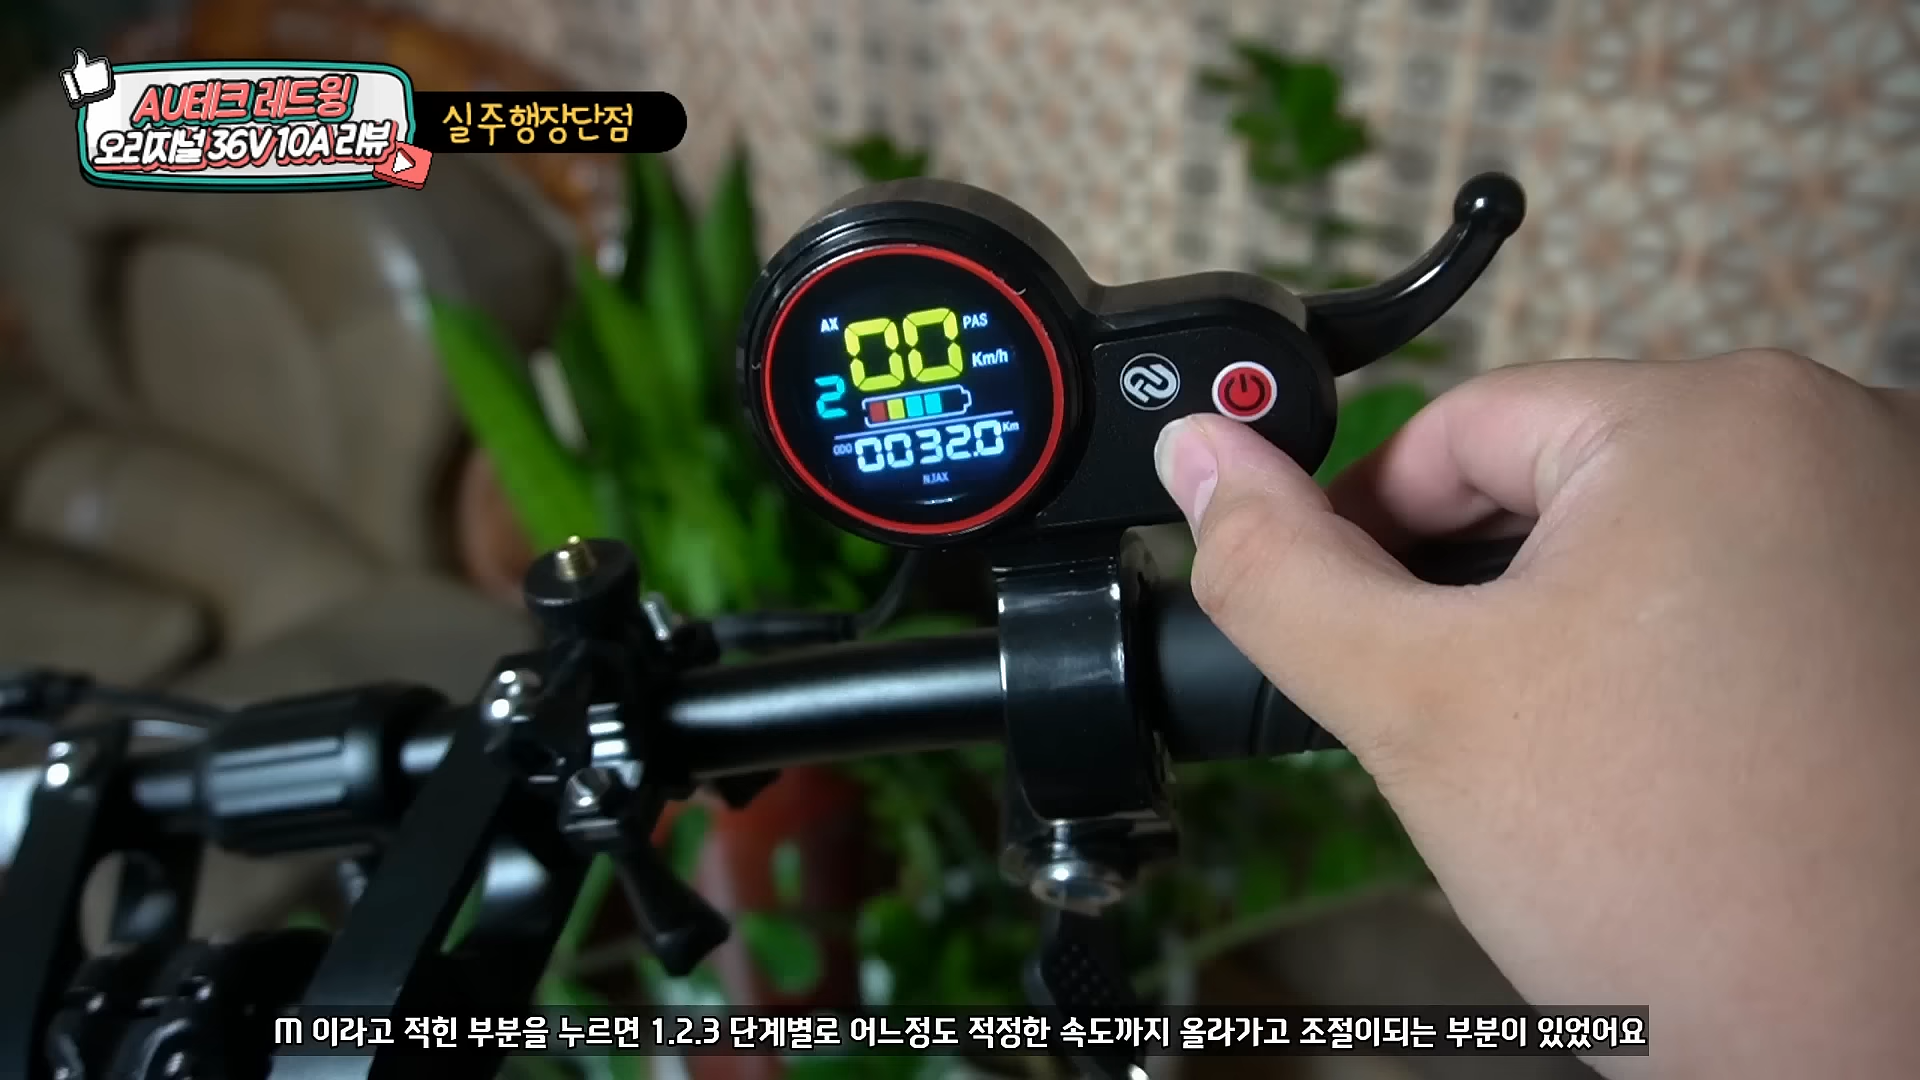 AU테크 레드윙
오리지널 36V 10A 리뷰
실주행장단점
AX
00
PAS
Km/h
2
ODO
0032.0
Km
NJAX
M 이라고 적힌 부분을 누르면 1.2.3 단계별로 어느정도 적정한 속도까지 올라가고 조절이되는 부분이 있었어요